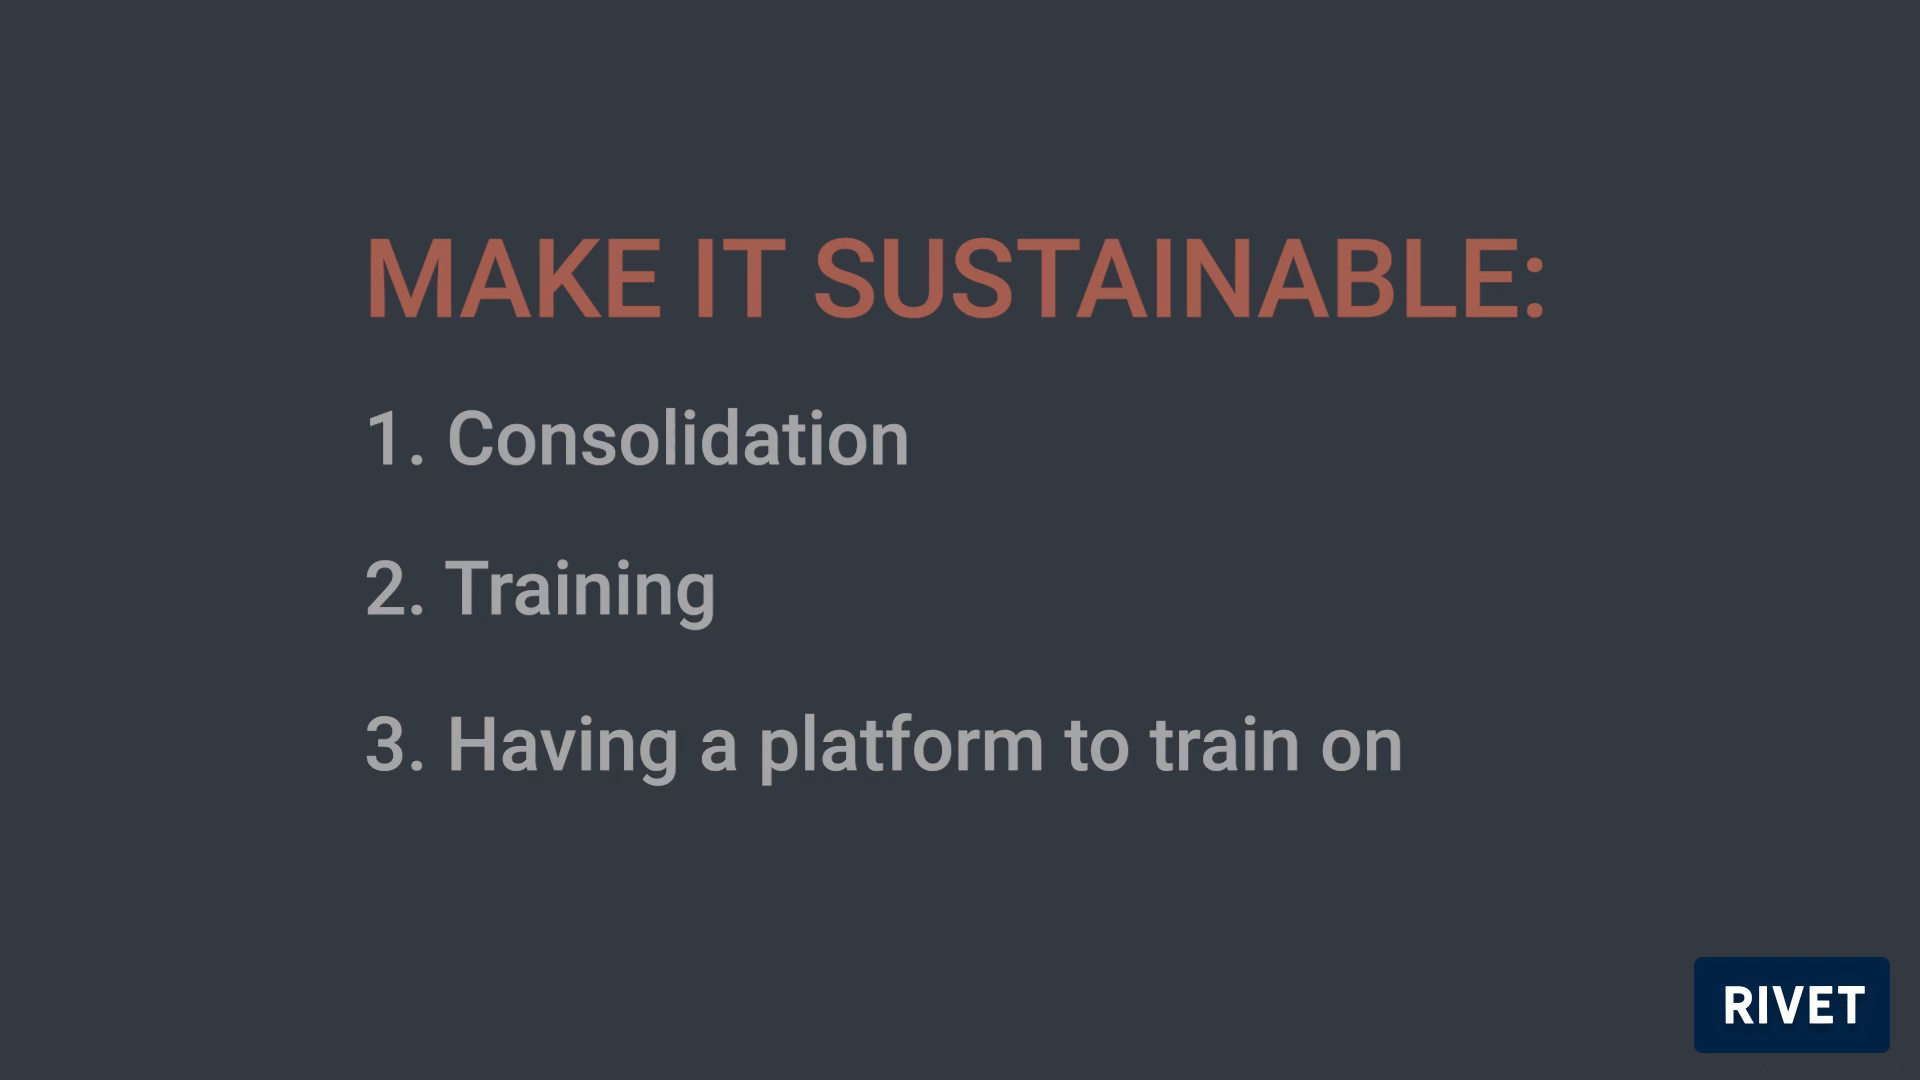 MAKE IT SUSTAINABLE:
1. Consolidation
2. Training
3. Having a platform to train on
RIVET